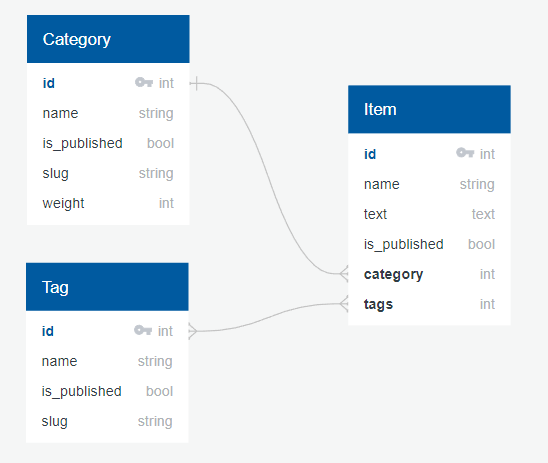 Category
id int
name string
is_published bool
slug string
weight int
Tag
id int
name string
is_published bool
slug string
Item
id int
name string
text text
is_published bool
category int
tags int